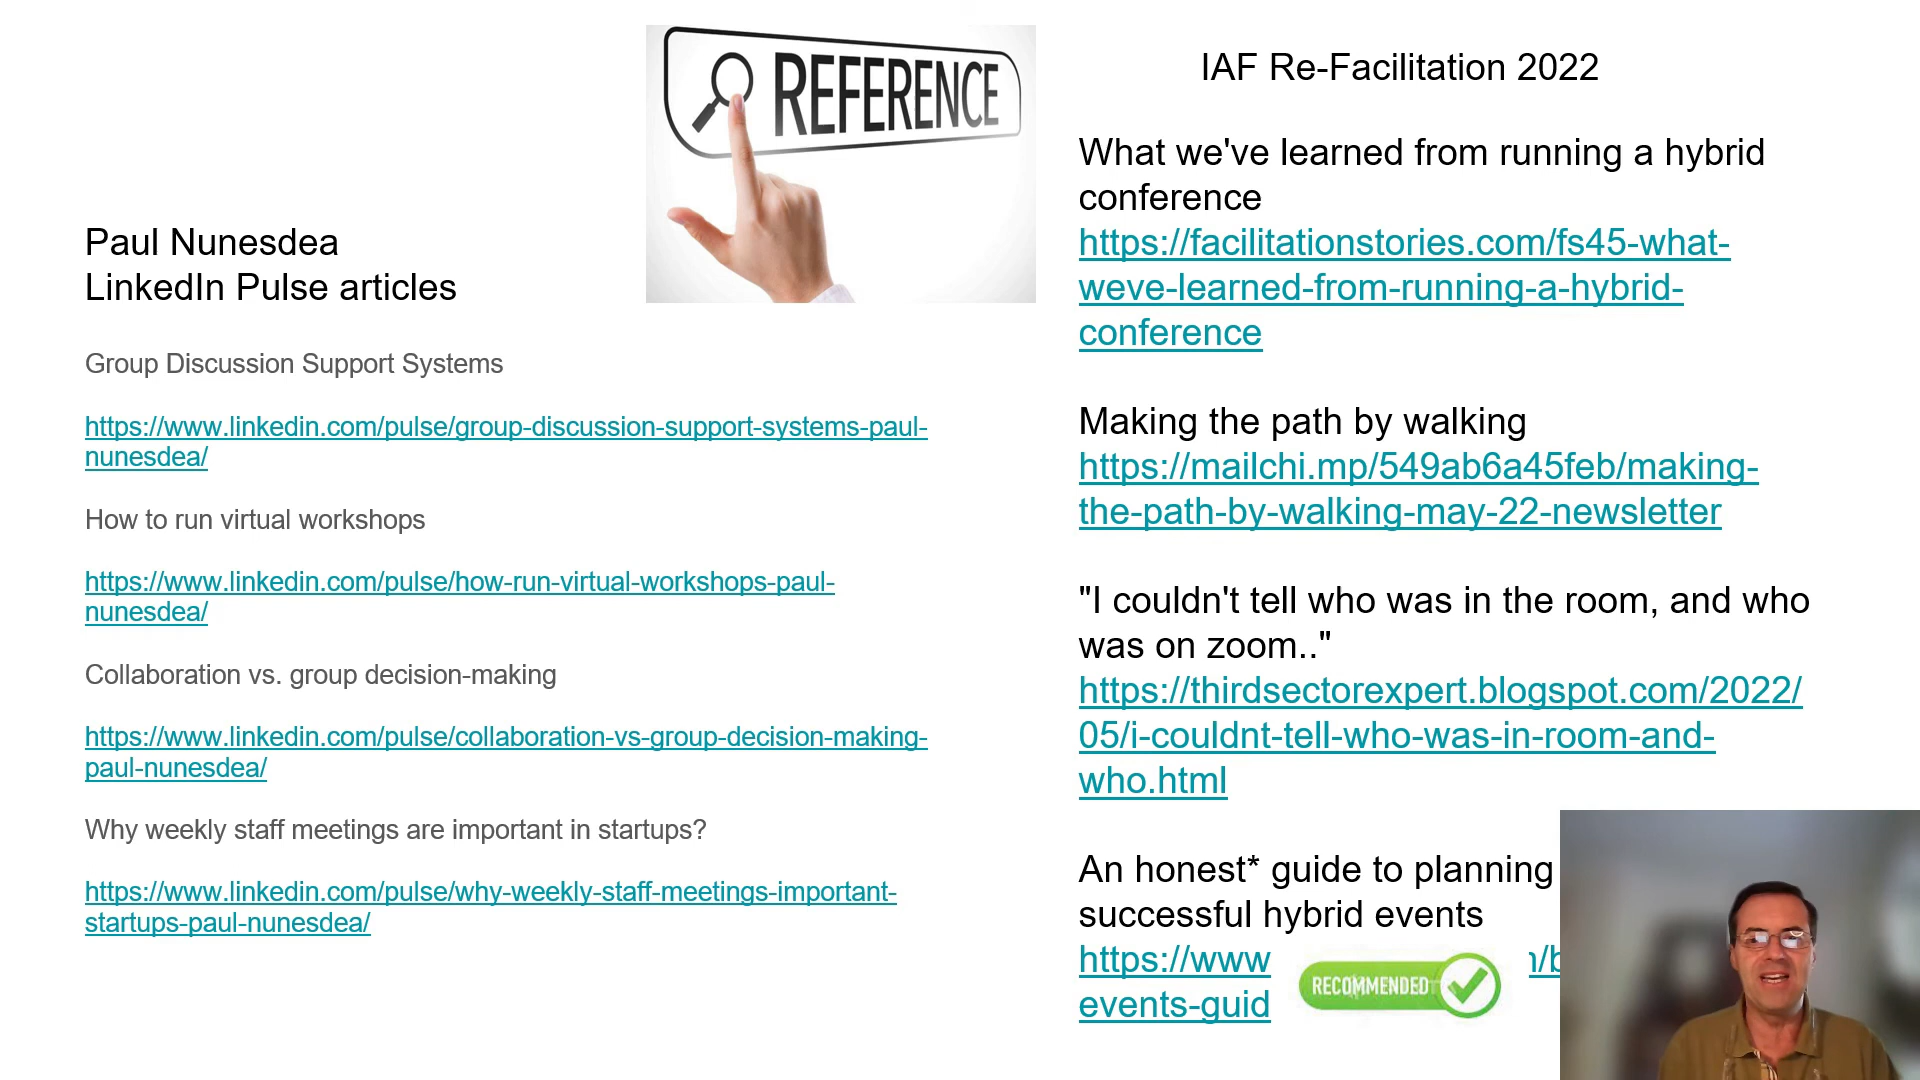 REFERENCE
Paul Nunesdea
LinkedIn Pulse articles
Group Discussion Support Systems
https://www.linkedin.com/pulse/group-discussion-support-systems-paul-
nunesdea/
How to run virtual workshops
https://www.linkedin.com/pulse/how-run-virtual-workshops-paul-
nunesdea/
Collaboration vs. group decision-making
https://www.linkedin.com/pulse/collaboration-vs-group-decision-making-
paul-nunesdea/
Why weekly staff meetings are important in startups?
https://www.linkedin.com/pulse/why-weekly-staff-meetings-important-
startups-paul-nunesdea/
IAF Re-Facilitation 2022
What we've learned from running a hybrid
conference
https://facilitationstories.com/fs45-what-
weve-learned-from-running-a-hybrid-
conference
Making the path by walking
https://mailchi.mp/549ab6a45feb/making-
the-path-by-walking-may-22-newsletter
"I couldn't tell who was in the room, and who
was on zoom.."
https://thirdsectorexpert.blogspot.com/2022/
05/i-couldnt-tell-who-was-in-room-and-
who.html
An honest* guide to planning
successful hybrid events
https://www
events-guid
RECOMMENDED